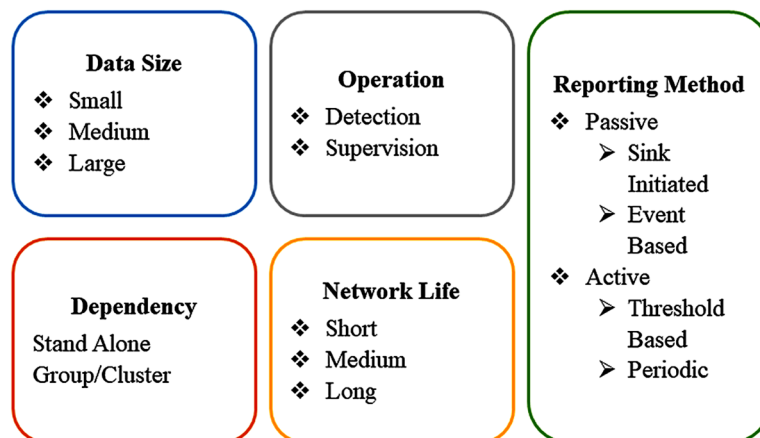 Data Size
❖ Small
❖ Medium
❖ Large
Operation
❖ Detection
❖ Supervision
Reporting Method
❖ Passive
➢ Sink
Initiated
➢ Event
Based
❖ Active
➢ Threshold
Based
➢ Periodic
Dependency
Stand Alone
Group/Cluster
Network Life
❖ Short
❖ Medium
❖ Long